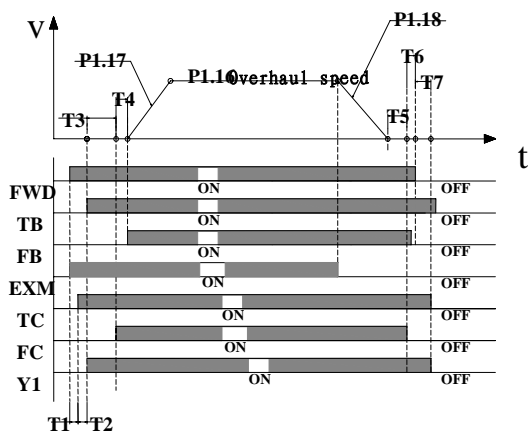 V
P1.18
P1.17
T6
P1.16 Overhaul speed
T7
T4
T3
T5
t
FWD ON OFF
TB ON OFF
FB ON OFF
EXM ON OFF
TC ON OFF
FC ON OFF
Y1 ON OFF
T1 T2